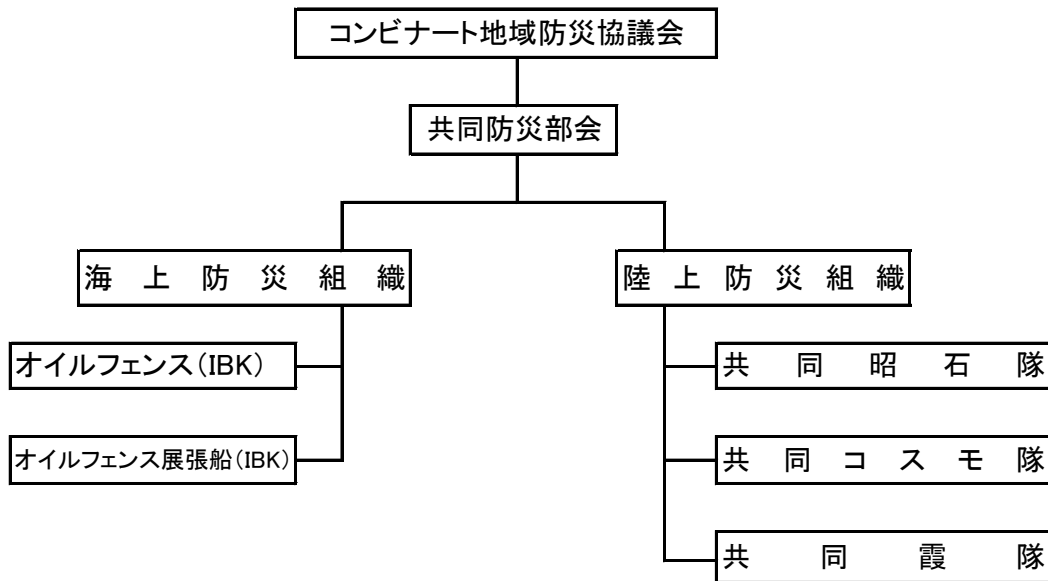 コンビナート地域防災協議会
共同防災部会
海上防災組織
陸上防災組織
オイルフェンス(IBK)
オイルフェンス展張船(IBK)
共同昭石隊
共同コスモ隊
共同霞隊